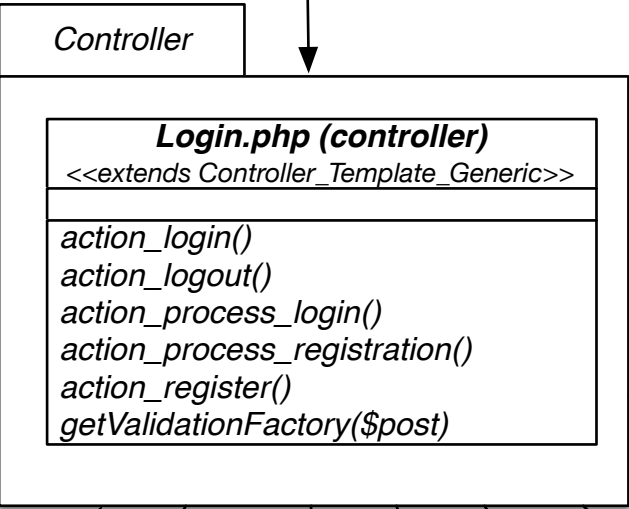 Controller
Login.php (controller)
<<extends Controller_Template_Generic>>
action_login()
action_logout()
action_process_login()
action_process_registration()
action_register()
getValidationFactory($post)